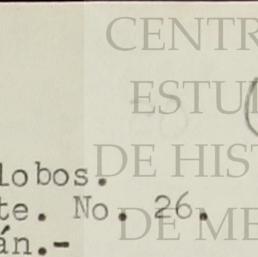 CENTR
ESTU
DE HIST
lobos.
te. No. 26.
DE ME
án.-